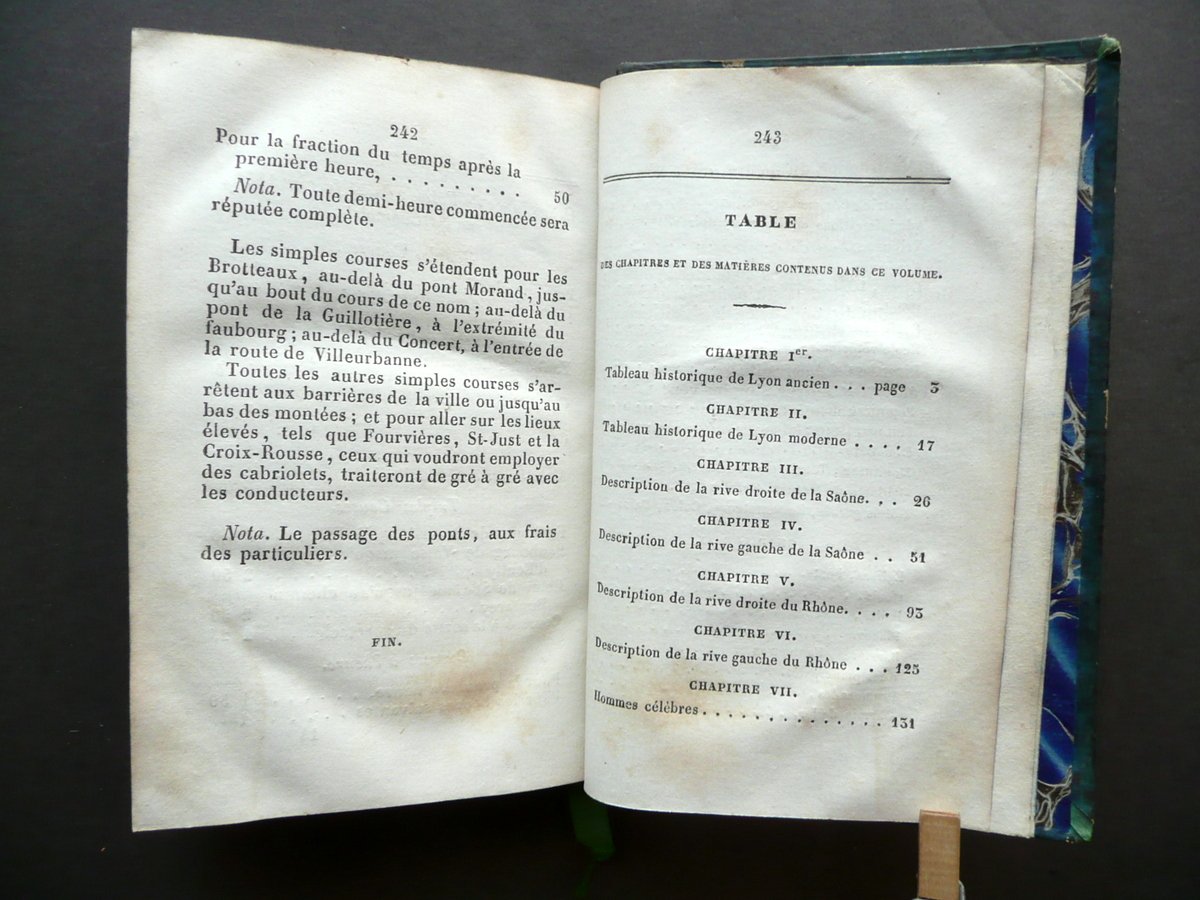 242
Pour la fraction du temps après la
première heure, . . . . . . . . . 50
Nota. Toute demi-heure commencée sera
réputée complète.
Les simples courses s'étendent pour les
Brotteaux, au-delà du pont Morand, jus-
qu'au bout du cours de ce nom ; au-delà du
pont de la Guillotière, à l'extrémité du
faubourg ; au-delà du Concert, à l'entrée de
la route de Villeurbanne.
Toutes les autres simples courses s'ar-
rêtent aux barrières de la ville ou jusqu'au
bas des montées ; et pour aller sur les lieux
élevés, tels que Fourvières, St-Just et la
Croix-Rousse, ceux qui voudront employer
des cabriolets, traiteront de gré à gré avec
les conducteurs.
Nota. Le passage des ponts, aux frais
des particuliers.
FIN.
243
TABLE
DES CHAPITRES ET DES MATIÈRES CONTENUS DANS CE VOLUME.
CHAPITRE Ier.
Tableau historique de Lyon ancien . . . page 3
CHAPITRE II.
Tableau historique de Lyon moderne . . . . 17
CHAPITRE III.
Description de la rive droite de la Saône. . . 26
CHAPITRE IV.
Description de la rive gauche de la Saône . . 51
CHAPITRE V.
Description de la rive droite du Rhône. . . . 93
CHAPITRE VI.
Description de la rive gauche du Rhône . . . 125
CHAPITRE VII.
Hommes célèbres . . . . . . . . . . . . . . 131